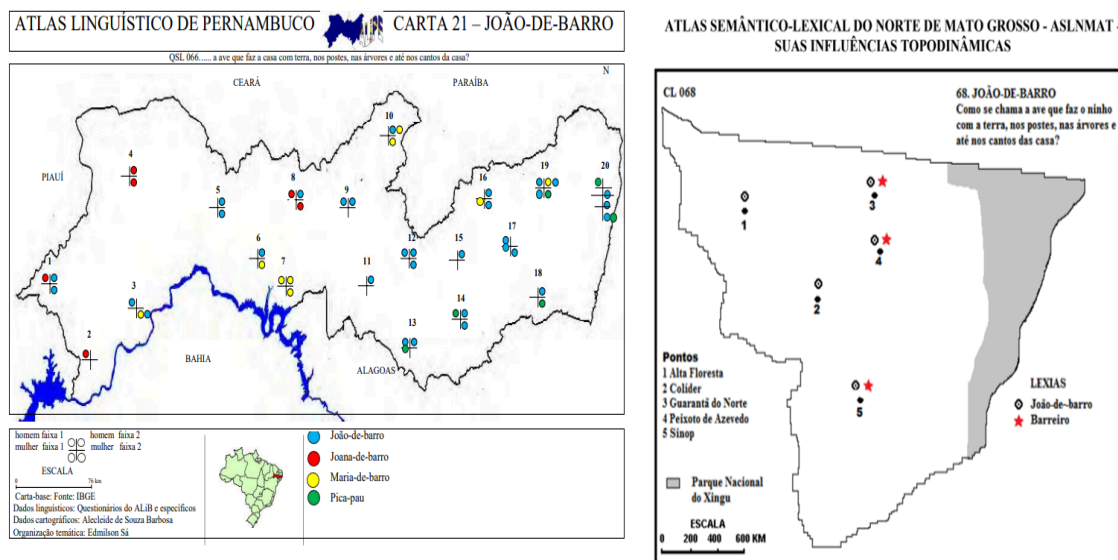 ATLAS LINGUÍSTICO DE PERNAMBUCO CARTA 21 – JOÃO-DE-BARRO
QSL 066...... a ave que faz a casa com terra, nos postes, nas árvores e até nos cantos da casa?
CEARÁ
PARAÍBA
N
PIAUÍ
10
4
8
9
16
19
20
5
6
7
12
15
17
11
1
3
18
14
2
13
BAHIA
ALAGOAS
homem faixa 1 homem faixa 2
mulher faixa 1 mulher faixa 2
ESCALA
0 76 km
Carta-base: Fonte: IBGE
Dados linguísticos: Questionários do ALiB e específicos
Dados cartográficos: Alecleide de Souza Barbosa
Organização temática: Edmilson Sá
João-de-barro
Joana-de-barro
Maria-de-barro
Pica-pau
ATLAS SEMÂNTICO-LEXICAL DO NORTE DE MATO GROSSO - ASLNMAT -
SUAS INFLUÊNCIAS TOPODINÂMICAS
CL 068
68. JOÃO-DE-BARRO
Como se chama a ave que faz o ninho
com a terra, nos postes, nas árvores e
até nos cantos das casa?
1
3
4
2
5
Pontos
1 Alta Floresta
2 Colíder
3 Guarantã do Norte
4 Peixoto de Azevedo
5 Sinop
LEXIAS
João-de-barro
Barreiro
Parque Nacional
do Xingu
ESCALA
0 200 400 600 KM